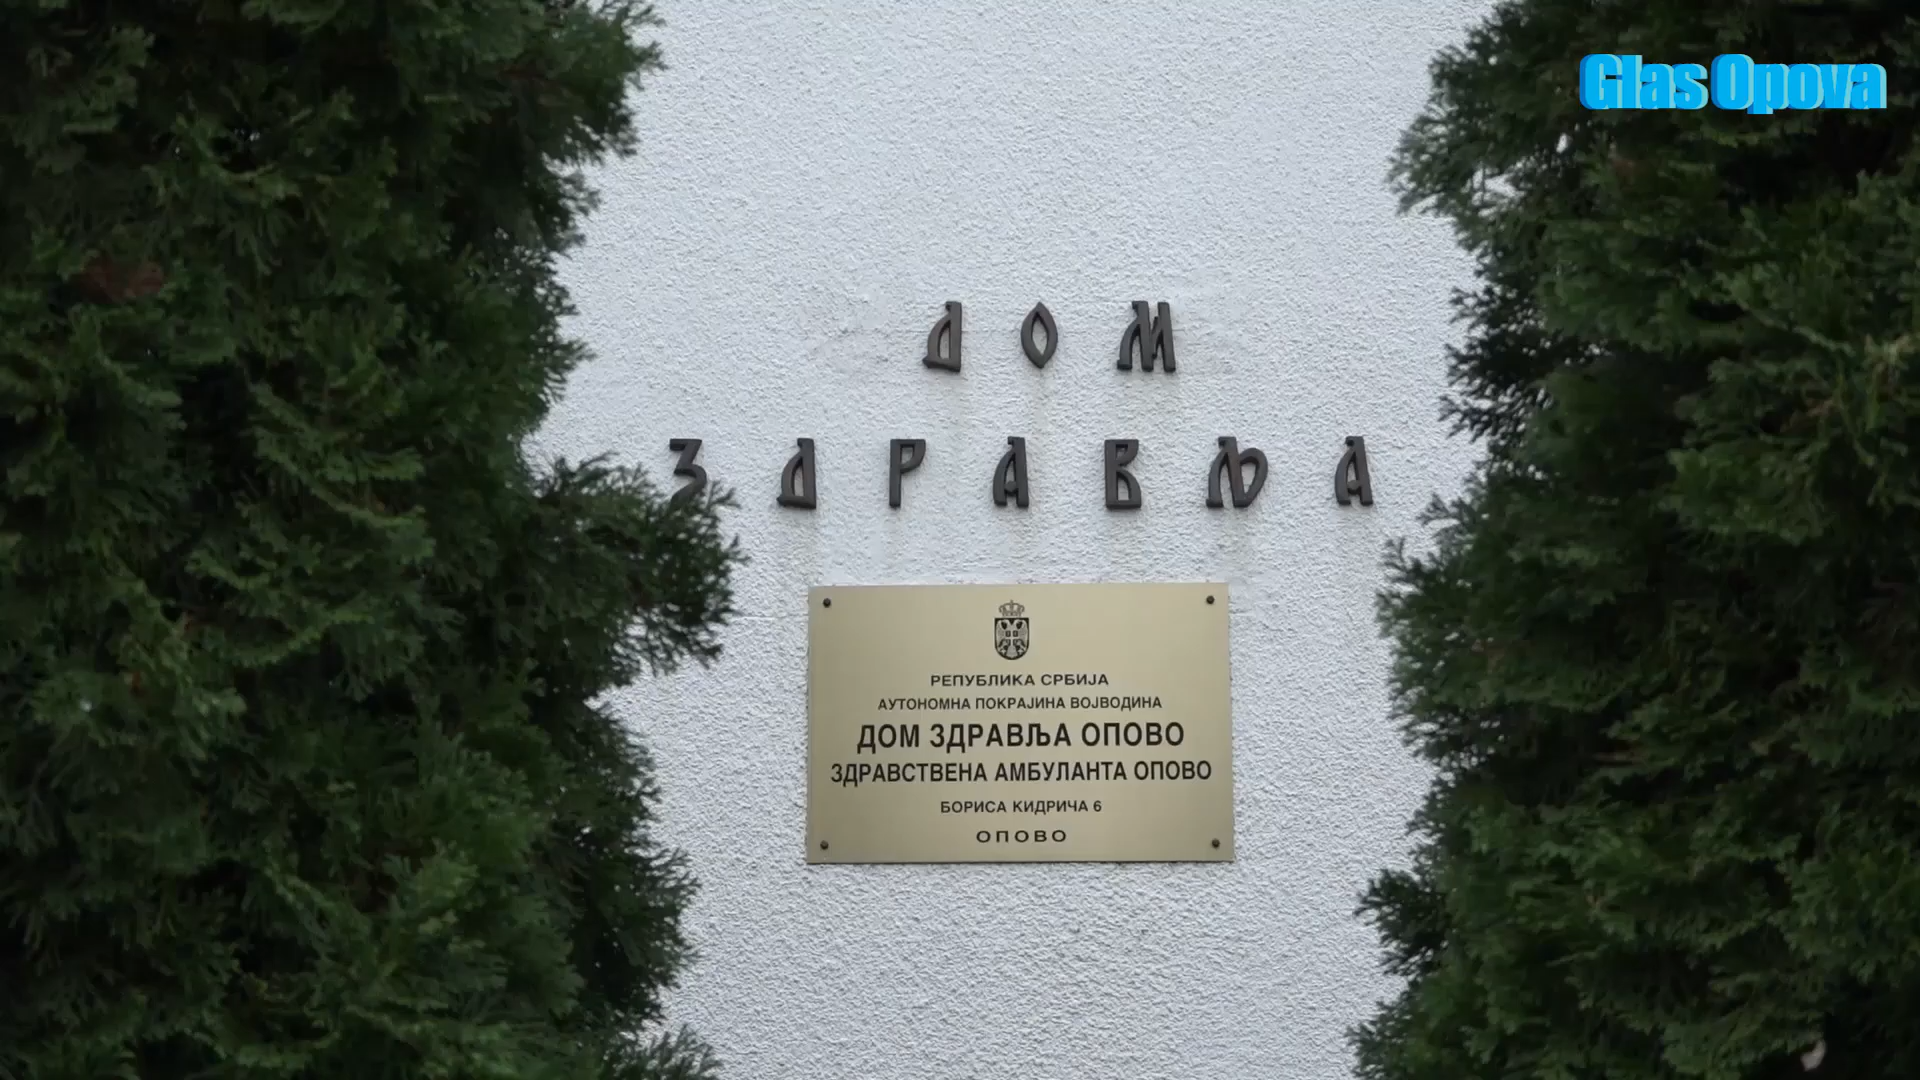 Glas Opova
ДОМ
ЗДРАВЉА
РЕПУБЛИКА СРБИЈА
АУТОНОМНА ПОКРАЈИНА ВОЈВОДИНА
ДОМ ЗДРАВЉА ОПОВО
ЗДРАВСТВЕНА АМБУЛАНТА ОПОВО
БОРИСА КИДРИЧА 6
ОПОВО